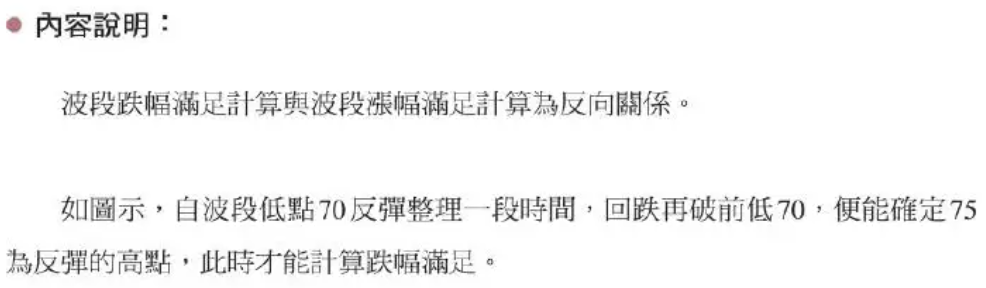 ● 內容說明：
波段跌幅滿足計算與波段漲幅滿足計算為反向關係。
如圖示，自波段低點70反彈整理一段時間，回跌再破前低70，便能確定75
為反彈的高點，此時才能計算跌幅滿足。